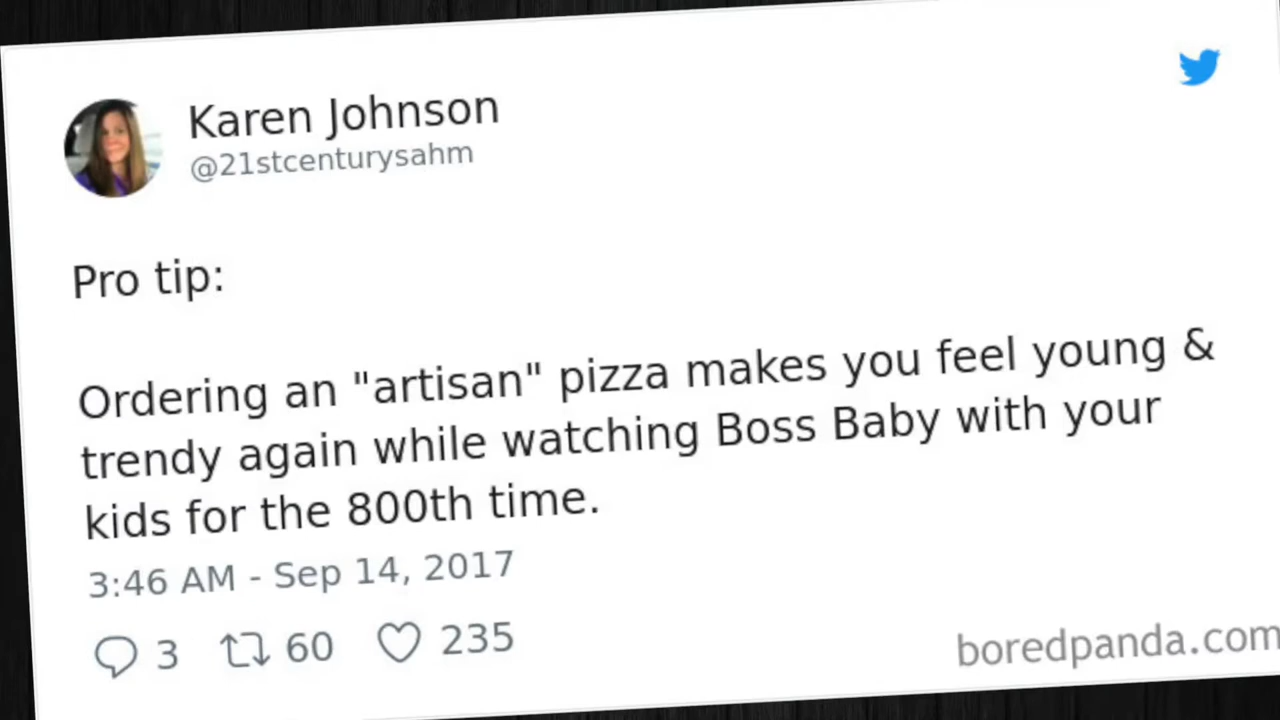 Karen Johnson
@21stcenturysahm
Pro tip:
Ordering an "artisan" pizza makes you feel young &
trendy again while watching Boss Baby with your
kids for the 800th time.
3:46 AM - Sep 14, 2017
3 60 235
boredpanda.com